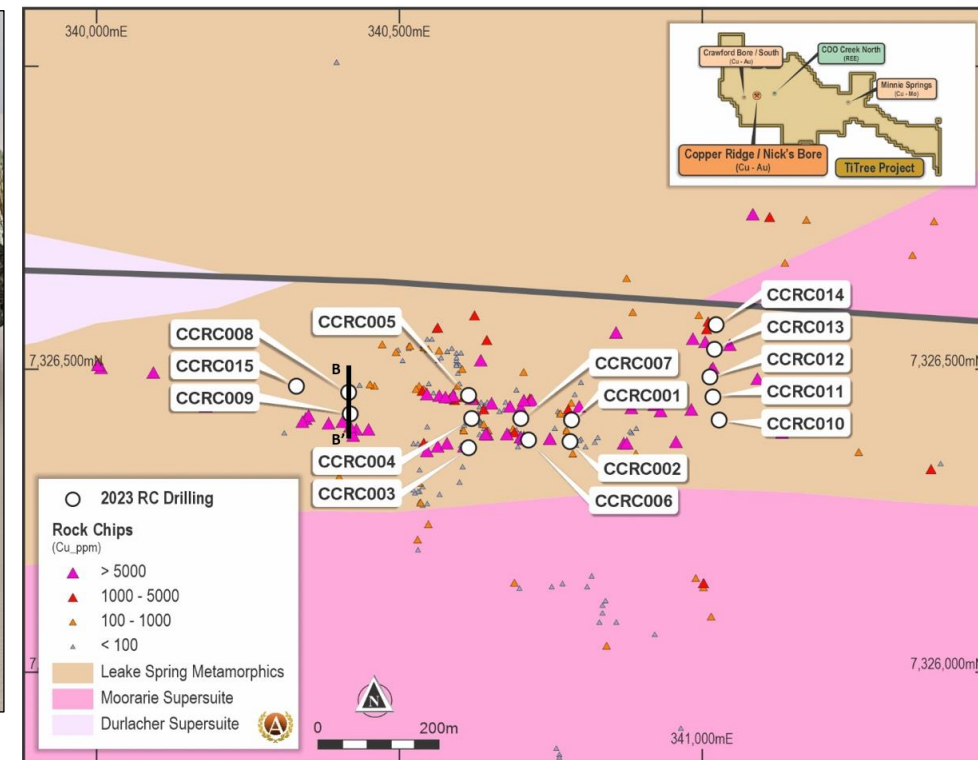 340,000mE
340,500mE
Crawford Bore / South
(Cu - Au)
COO Creek North
(REE)
Minnie Springs
(Cu - Mo)
Copper Ridge / Nick's Bore
(Cu - Au)
TiTree Project
CCRC014
CCRC005
CCRC013
CCRC008
CCRC007
CCRC012
7,326,500mN
7,326,500mN
CCRC015
B
CCRC001
CCRC011
CCRC009
CCRC010
B'
CCRC004
CCRC002
CCRC003
CCRC006
2023 RC Drilling
Rock Chips
(Cu_ppm)
> 5000
1000 - 5000
100 - 1000
< 100
Leake Spring Metamorphics
Moorarie Supersuite
Durlacher Supersuite
A
N
0
200m
7,326,000mN
341,000mE